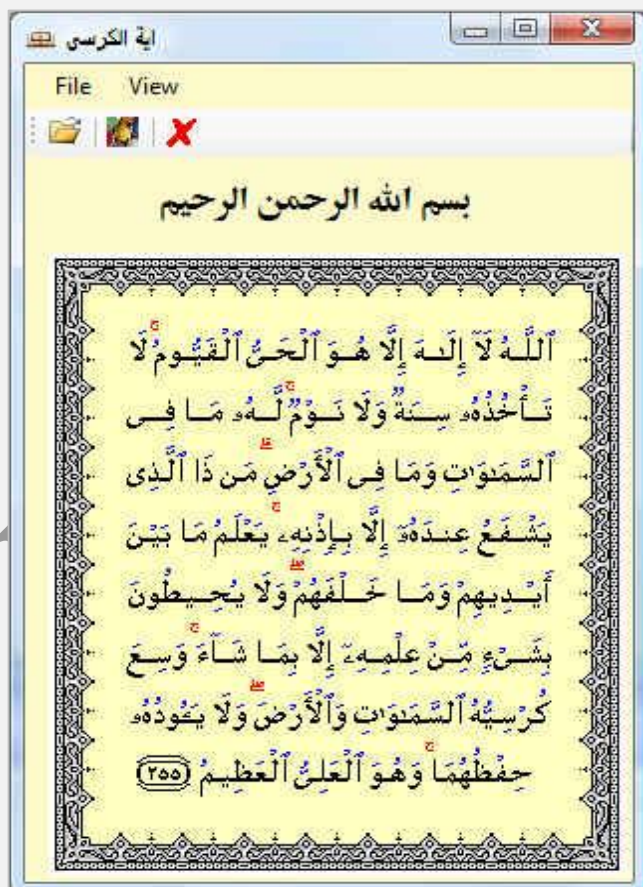 اية الكرسي
File View
بسم الله الرحمن الرحيم
ٱللَّهُ لَآ إِلَٰهَ إِلَّا هُوَ ٱلْحَىُّ ٱلْقَيُّومُ ۚ لَا
تَأْخُذُهُۥ سِنَةٌ وَلَا نَوْمٌ ۚ لَّهُۥ مَا فِى
ٱلسَّمَٰوَٰتِ وَمَا فِى ٱلْأَرْضِ ۗ مَن ذَا ٱلَّذِى
يَشْفَعُ عِندَهُۥٓ إِلَّا بِإِذْنِهِۦ ۚ يَعْلَمُ مَا بَيْنَ
أَيْدِيهِمْ وَمَا خَلْفَهُمْ ۖ وَلَا يُحِيطُونَ
بِشَىْءٍ مِّنْ عِلْمِهِۦٓ إِلَّا بِمَا شَآءَ ۚ وَسِعَ
كُرْسِيُّهُ ٱلسَّمَٰوَٰتِ وَٱلْأَرْضَ ۖ وَلَا يَـُٔودُهُۥ
حِفْظُهُمَا ۚ وَهُوَ ٱلْعَلِىُّ ٱلْعَظِيمُ ٢٥٥